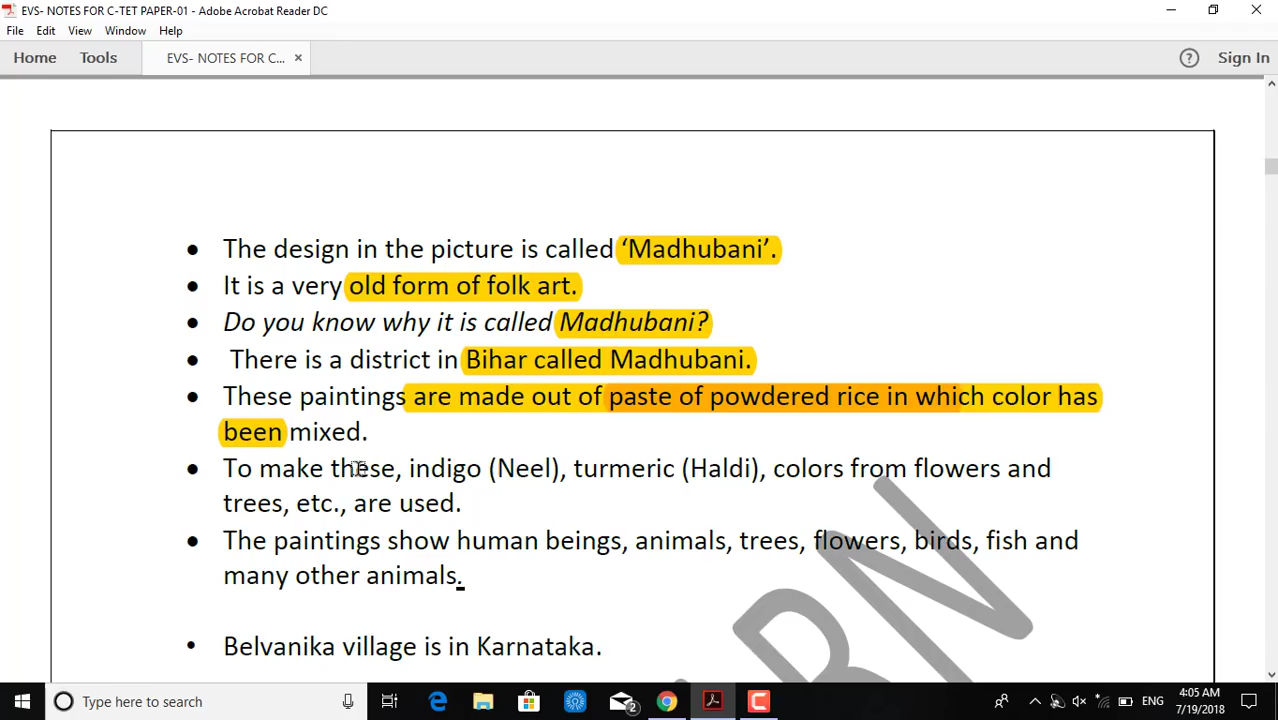 EVS- NOTES FOR C-TET PAPER-01 - Adobe Acrobat Reader DC
File Edit View Window Help
Home Tools EVS- NOTES FOR C... × Sign In
• The design in the picture is called ‘Madhubani’.
• It is a very old form of folk art.
• Do you know why it is called Madhubani?
• There is a district in Bihar called Madhubani.
• These paintings are made out of paste of powdered rice in which color has
been mixed.
• To make these, indigo (Neel), turmeric (Haldi), colors from flowers and
trees, etc., are used.
• The paintings show human beings, animals, trees, flowers, birds, fish and
many other animals.
• Belvanika village is in Karnataka.
Type here to search 2 ENG 4:05 AM
7/19/2018